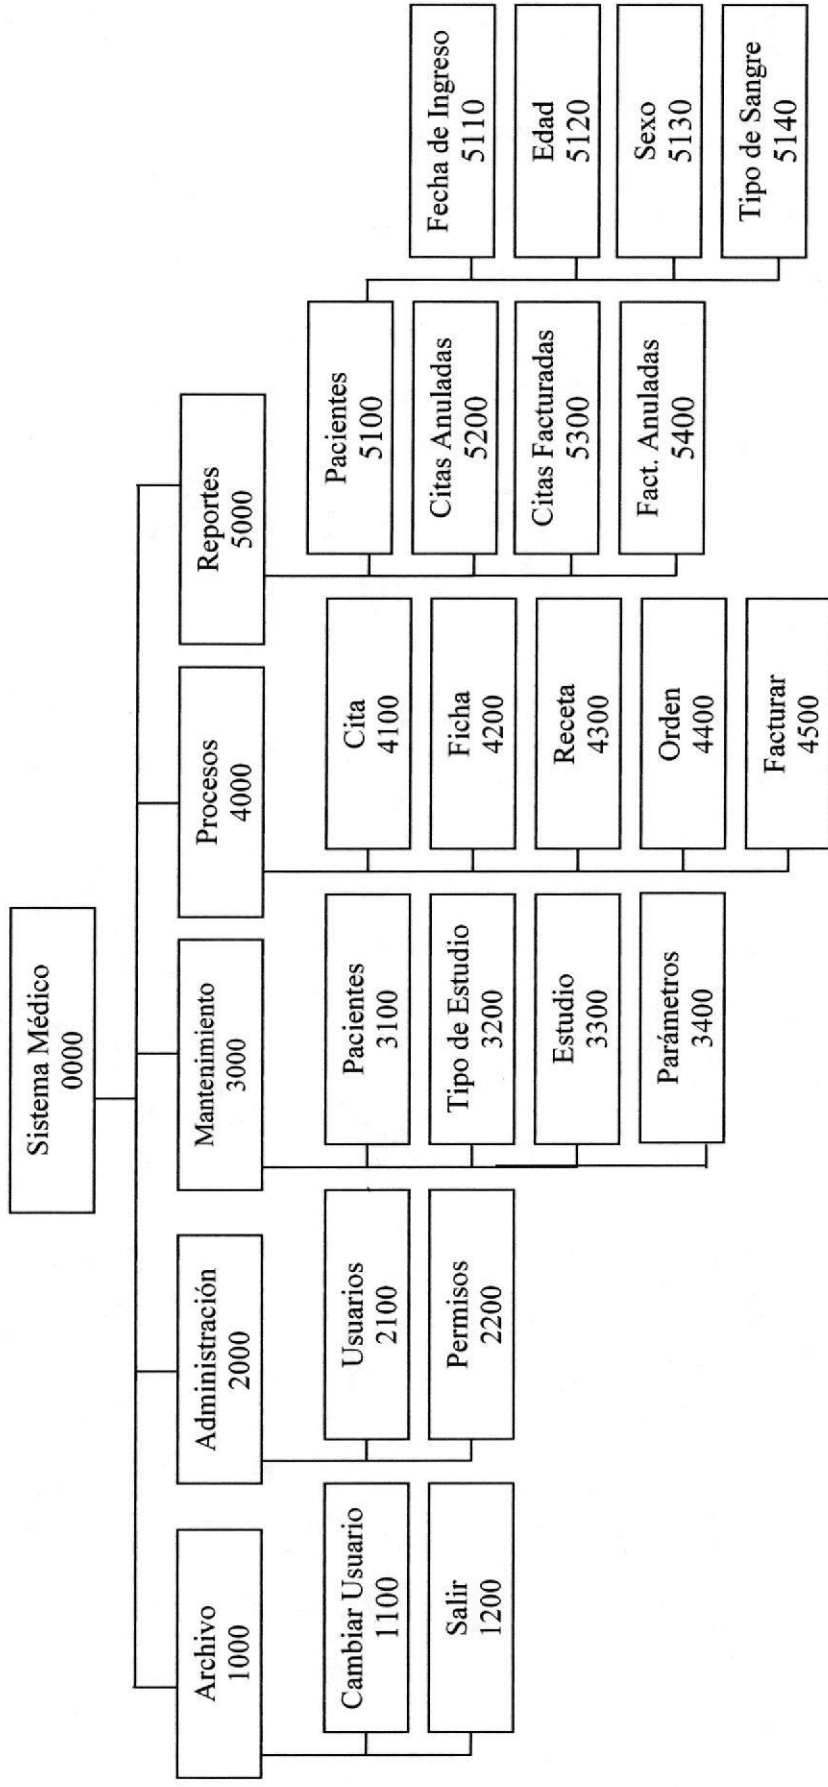 Sistema Médico
0000
Archivo
1000
Cambiar Usuario
1100
Salir
1200
Administración
2000
Usuarios
2100
Permisos
2200
Mantenimiento
3000
Pacientes
3100
Tipo de Estudio
3200
Estudio
3300
Parámetros
3400
Procesos
4000
Cita
4100
Ficha
4200
Receta
4300
Orden
4400
Facturar
4500
Reportes
5000
Pacientes
5100
Citas Anuladas
5200
Citas Facturadas
5300
Fact. Anuladas
5400
Fecha de Ingreso
5110
Edad
5120
Sexo
5130
Tipo de Sangre
5140